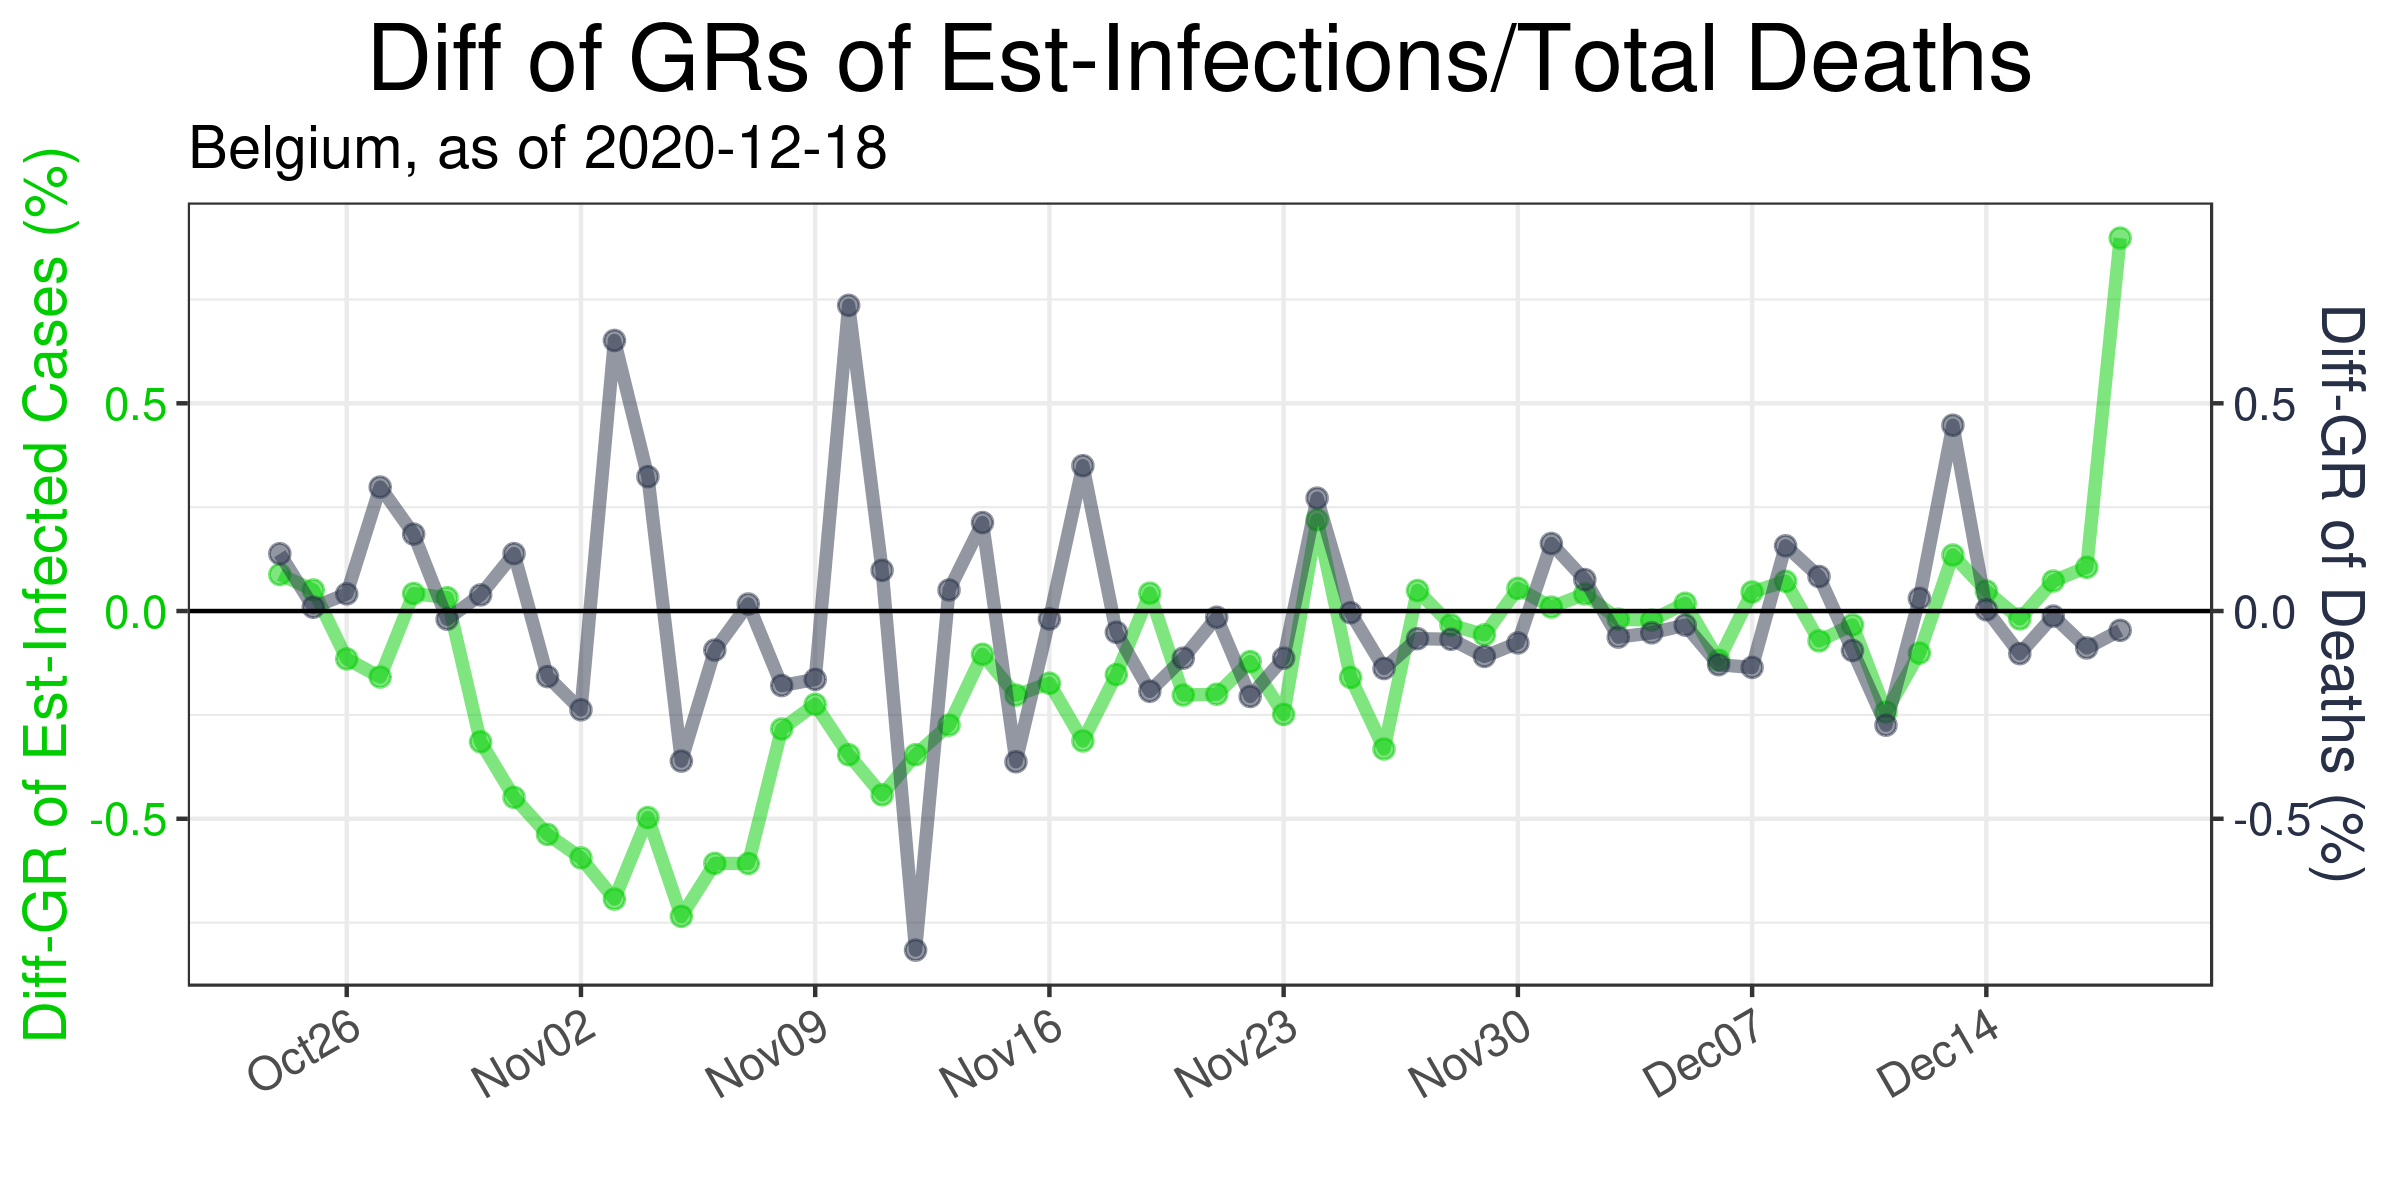 Diff of GRs of Est-Infections/Total Deaths
Belgium, as of 2020-12-18
Diff-GR of Est-Infected Cases (%)
0.5
0.0
-0.5
0.5
0.0
-0.5
Diff-GR of Deaths (%)
Oct26
Nov02
Nov09
Nov16
Nov23
Nov30
Dec07
Dec14